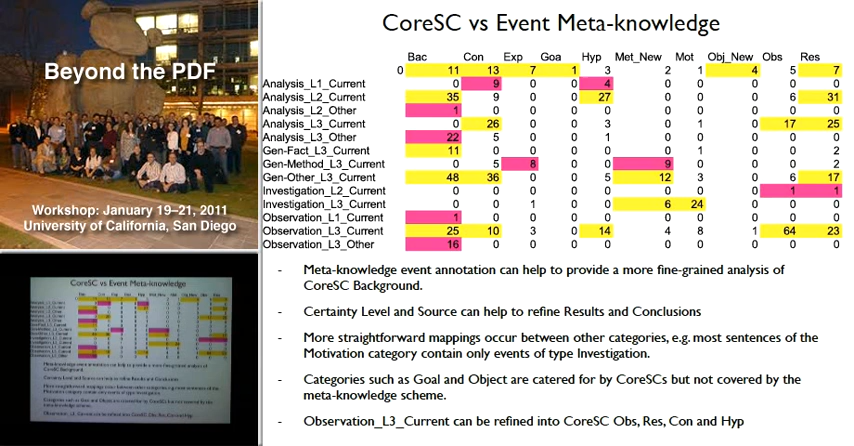 Beyond the PDF
Workshop: January 19–21, 2011
University of California, San Diego
CoreSC vs Event Meta-knowledge
Bac Con Exp Goa Hyp Met_New Mot Obj_New Obs Res
0 11 13 7 1 3 2 1 4 5 7
Analysis_L1_Current 0 9 0 0 4 0 0 0 0 0
Analysis_L2_Current 35 9 0 0 27 0 0 0 6 31
Analysis_L2_Other 1 0 0 0 0 0 0 0 0 0
Analysis_L3_Current 0 26 0 0 3 0 1 0 17 25
Analysis_L3_Other 22 5 0 0 1 0 0 0 0 0
Gen-Fact_L3_Current 11 0 0 0 0 0 1 0 0 2
Gen-Method_L3_Current 0 5 8 0 0 9 0 0 0 2
Gen-Other_L3_Current 48 36 0 0 5 12 3 0 6 17
Investigation_L2_Current 0 0 0 0 0 0 0 0 1 1
Investigation_L3_Current 0 0 1 0 0 6 24 0 0 0
Observation_L1_Current 1 0 0 0 0 0 0 0 0 0
Observation_L3_Current 25 10 3 0 14 4 8 1 64 23
Observation_L3_Other 16 0 0 0 0 0 0 0 0 0
- Meta-knowledge event annotation can help to provide a more fine-grained analysis of
CoreSC Background.
- Certainty Level and Source can help to refine Results and Conclusions
- More straightforward mappings occur between other categories, e.g. most sentences of the
Motivation category contain only events of type Investigation.
- Categories such as Goal and Object are catered for by CoreSCs but not covered by the
meta-knowledge scheme.
- Observation_L3_Current can be refined into CoreSC Obs, Res, Con and Hyp
CoreSC vs Event Meta-knowledge